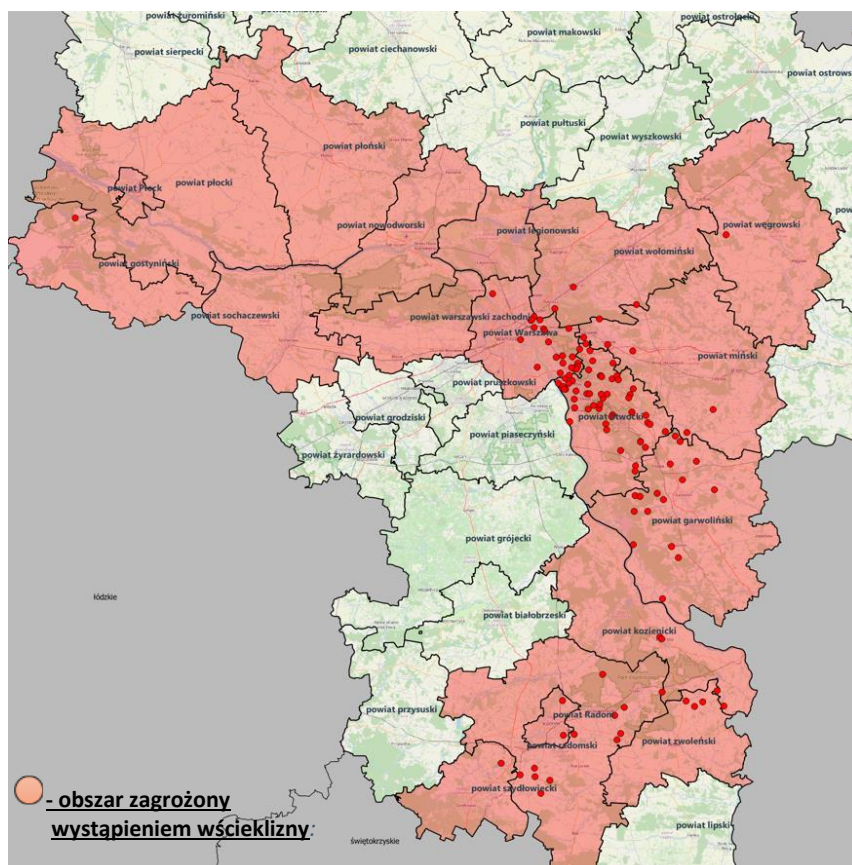 powiat żuromiński
powiat ostrołęcki
powiat makowski
powiat sierpecki
powiat ciechanowski
powiat ostrows
powiat pułtuski
powiat wyszkowski
powiat płoński
powiat płocki
powiat Płock
powiat nowodworski
powiat legionowski
powiat węgrowski
powiat wołomiński
powiat gostyniński
powiat sochaczewski
powiat warszawski zachodni
powiat Warszawa
powiat miński
powiat pruszkowski
powiat grodziski
powiat otwocki
powiat piaseczyński
powiat żyrardowski
powiat garwoliński
powiat grójecki
łódzkie
powiat białobrzeski
powiat kozienicki
powiat przysuski
powiat Radom
powiat radomski
powiat zwoleński
powiat szydłowiecki
- obszar zagrożony
wystąpieniem wścieklizny.
powiat lipski
świętokrzyskie